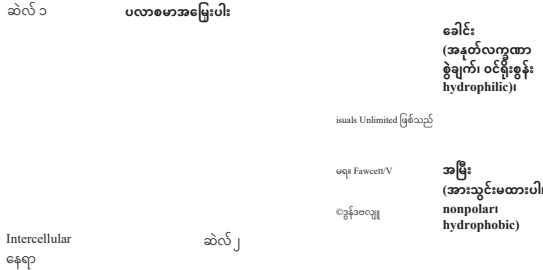 ဆဲလ် ၁
ပလာစမာအမြှေးပါး
ခေါင်း
(အနုတ်လက္ခဏာ
စွဲချက်၊ ဝင်ရိုးစွန်း
hydrophilic)၊
isuals Unlimited ဖြစ်သည်
မရ။ Fawcett/V
©ဒွန်ဒဗလျူ
အမြီး
(အားသွင်းမထားပါ၊
nonpolar၊
hydrophobic)
Intercellular
နေရာ
ဆဲလ်၂